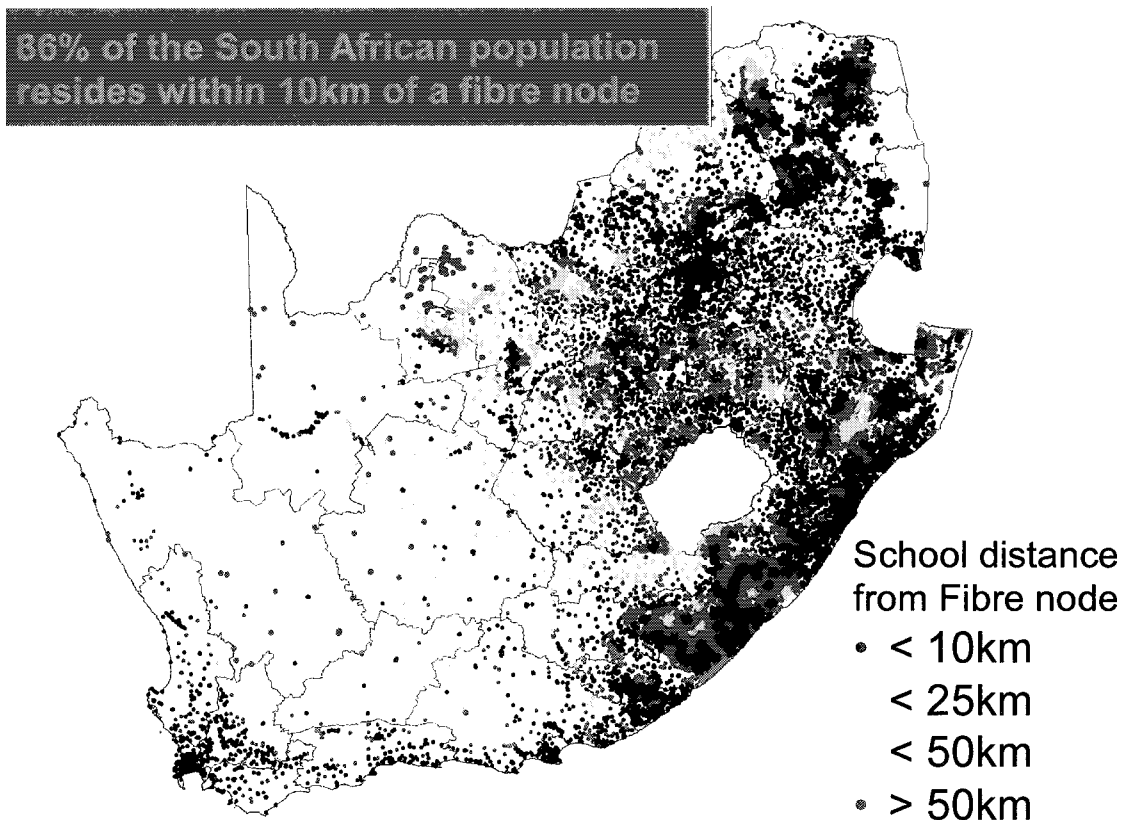 86% of the South African population
resides within 10km of a fibre node
School distance
from Fibre node
< 10km
< 25km
< 50km
> 50km